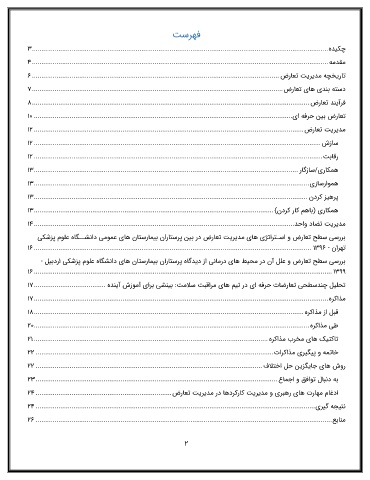 فهرست
چکیده ........ ۳
مقدمه ........ ۴
تاریخچه مدیریت تعارض ........ ۶
دسته بندی های تعارض ........ ۷
فرآیند تعارض ........ ۸
تعارض بین حرفه ای ........ ۱۰
مدیریت تعارض ........ ۱۲
سازش ........ ۱۲
رقابت ........ ۱۲
همکاری/سازگار ........ ۱۳
هموارسازی ........ ۱۳
پرهیز کردن ........ ۱۳
همکاری (باهم کار کردن) ........ ۱۳
مدیریت تضاد واحد ........ ۱۴
بررسی سطح تعارض و استراتژی های مدیریت تعارض در بین پرستاران بیمارستان های عمومی دانشگاه علوم پزشکی
تهران - ۱۳۹۶ ........ ۱۶
بررسی سطح تعارض و علل آن در محیط های درمانی از دیدگاه پرستاران بیمارستان های دانشگاه علوم پزشکی اردبیل -
۱۳۹۹ ........ ۱۶
تحلیل چندسطحی تعارضات حرفه ای در تیم های مراقبت سلامت: بینشی برای آموزش آینده ........ ۱۷
مذاکره ........ ۱۷
قبل از مذاکره ........ ۱۸
طی مذاکره ........ ۲۰
تاکتیک های مخرب مذاکره ........ ۲۱
خاتمه و پیگیری مذاکرات ........ ۲۲
روش های جایگزین حل اختلاف ........ ۲۲
به دنبال توافق و اجماع ........ ۲۳
ادغام مهارت های رهبری و مدیریت کارکردها در مدیریت تعارض ........ ۲۴
نتیجه گیری ........ ۲۴
منابع ........ ۲۶
۲